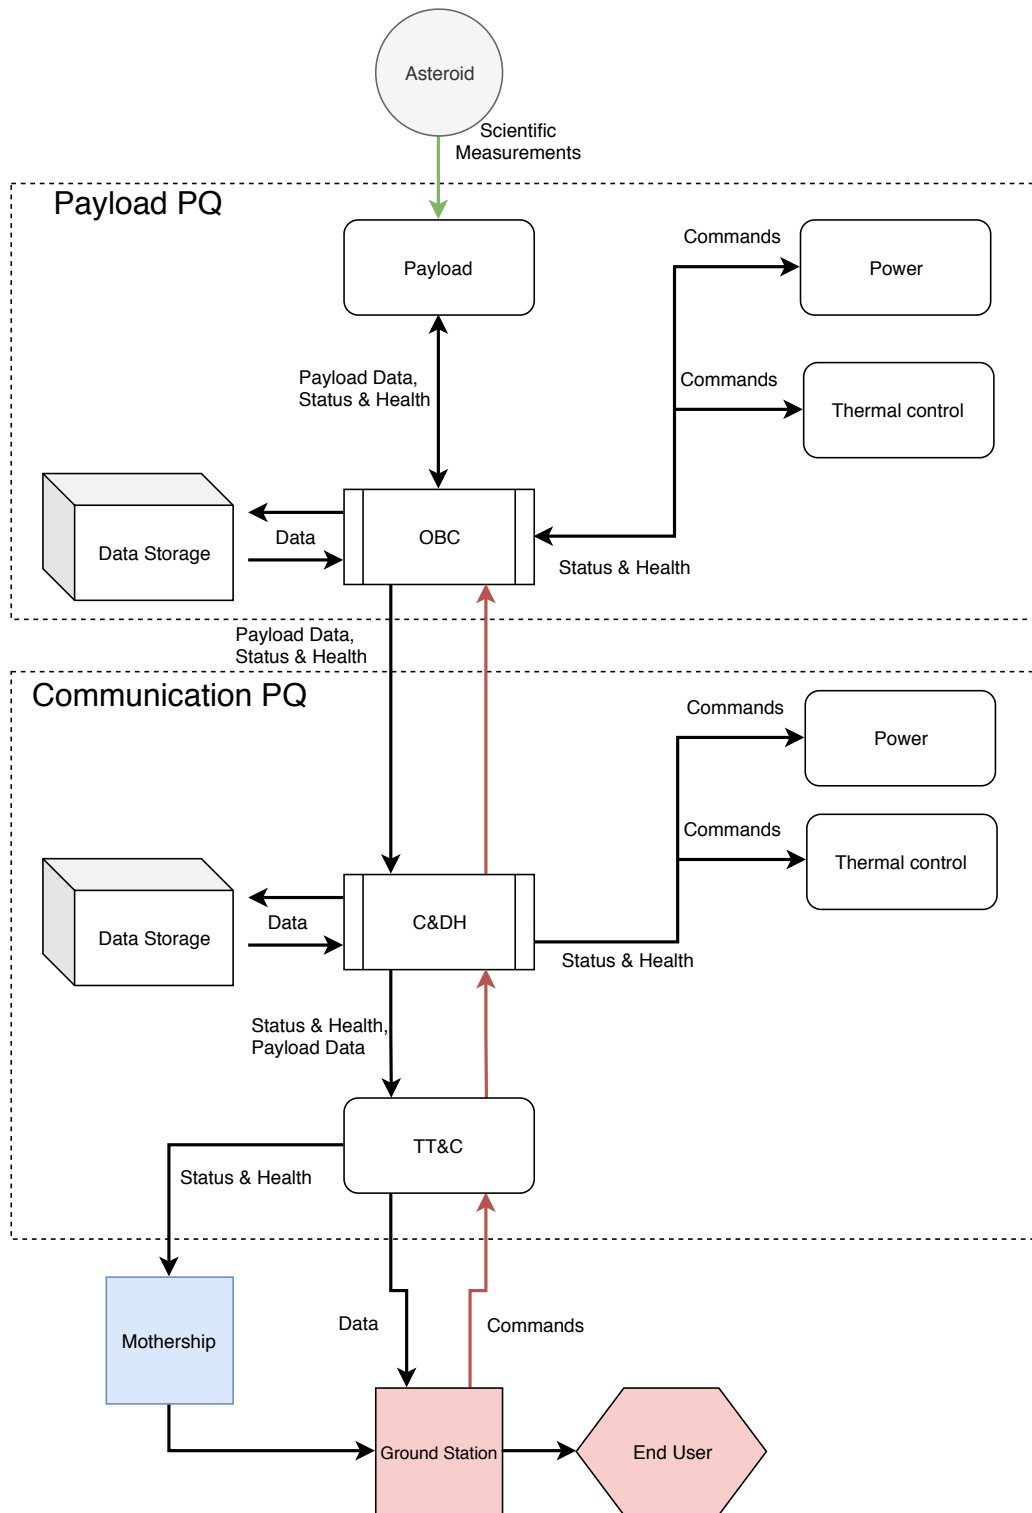 Asteroid
Scientific
Measurements
Payload PQ
Commands
Payload
Power
Payload Data,
Status & Health
Commands
Thermal control
Data Storage
Data
OBC
Status & Health
Payload Data,
Status & Health
Communication PQ
Commands
Power
Commands
Thermal control
Data Storage
Data
C&DH
Status & Health
Status & Health,
Payload Data
TT&C
Status & Health
Mothership
Data
Commands
Ground Station
End User